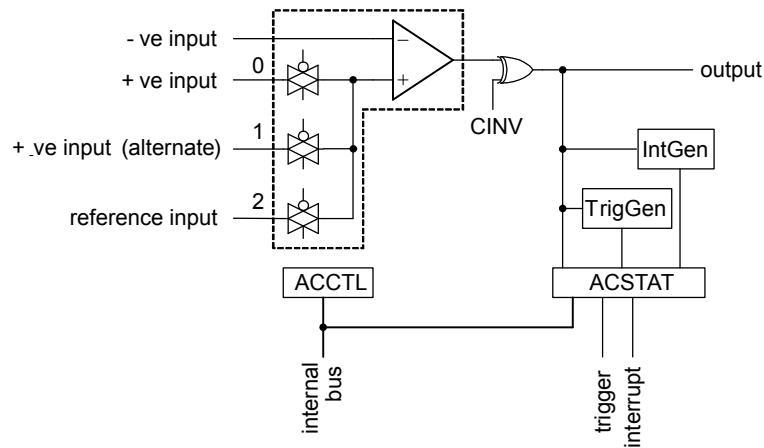 - ve input
−
+ ve input
0
+
output
CINV
+ ve input (alternate)
1
IntGen
reference input
2
TrigGen
ACCTL
ACSTAT
internal
bus
trigger
interrupt